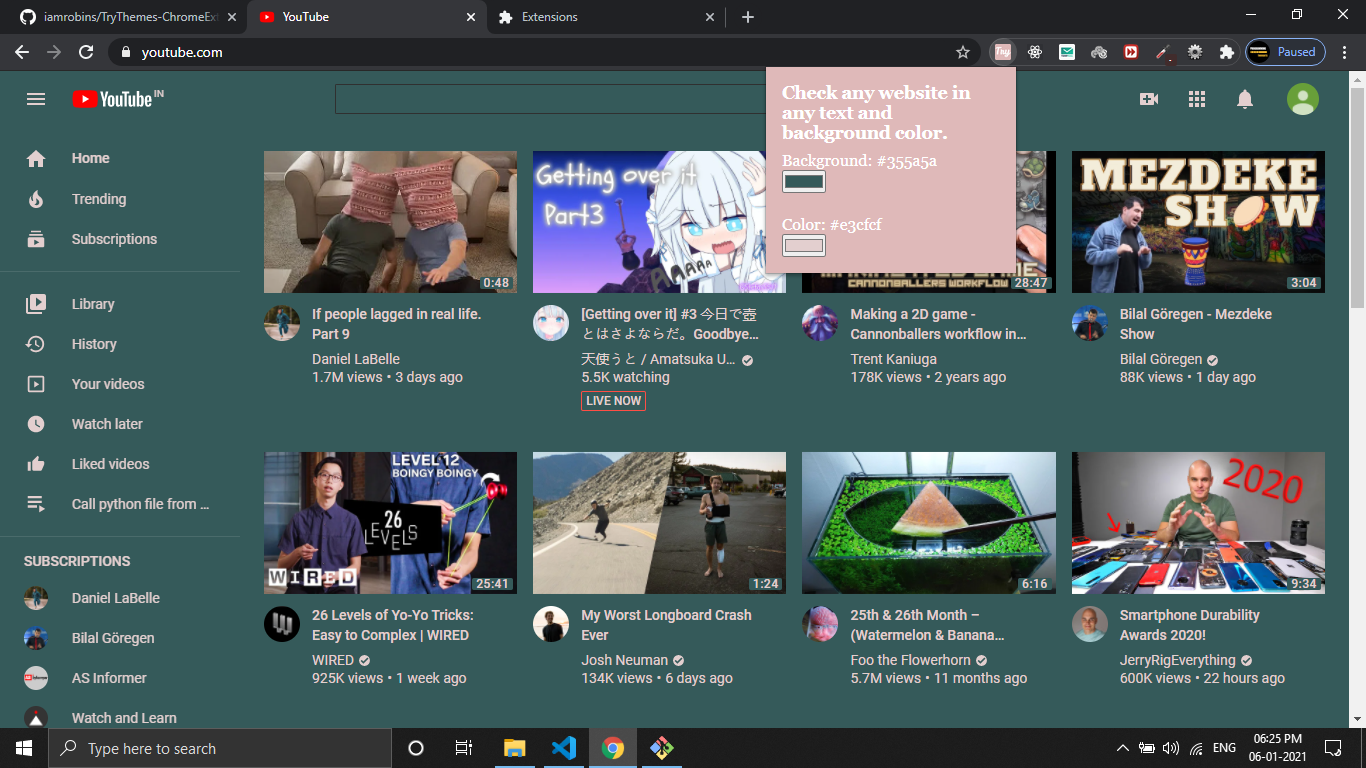 iamrobins/TryThemes-ChromeExt
YouTube
Extensions
youtube.com
Try
Paused
YouTube IN
Check any website in
any text and
background color.
Background: #355a5a
Color: #e3cfcf
Home
Trending
Subscriptions
Library
History
Your videos
Watch later
Liked videos
Call python file from ...
SUBSCRIPTIONS
Daniel LaBelle
Bilal Göregen
AS Informer
Watch and Learn
0:48
If people lagged in real life.
Part 9
Daniel LaBelle
1.7M views • 3 days ago
Getting over it
Part3
AAAA
[Getting over it] #3 今日で壺
とはさよならだ。Goodbye...
天使うと / Amatsuka U...
5.5K watching
LIVE NOW
CANNONBALLERS WORKFLOW
28:47
Making a 2D game -
Cannonballers workflow in...
Trent Kaniuga
178K views • 2 years ago
MEZDEKE
SHOW
3:04
Bilal Göregen - Mezdeke
Show
Bilal Göregen
88K views • 1 day ago
LEVEL 12
BOINGY BOINGY
26
LEVELS
WIRED
25:41
26 Levels of Yo-Yo Tricks:
Easy to Complex | WIRED
WIRED
925K views • 1 week ago
1:24
My Worst Longboard Crash
Ever
Josh Neuman
134K views • 6 days ago
6:16
25th & 26th Month –
(Watermelon & Banana...
Foo the Flowerhorn
5.7M views • 11 months ago
2020
9:34
Smartphone Durability
Awards 2020!
JerryRigEverything
600K views • 22 hours ago
Type here to search
ENG
06:25 PM
06-01-2021